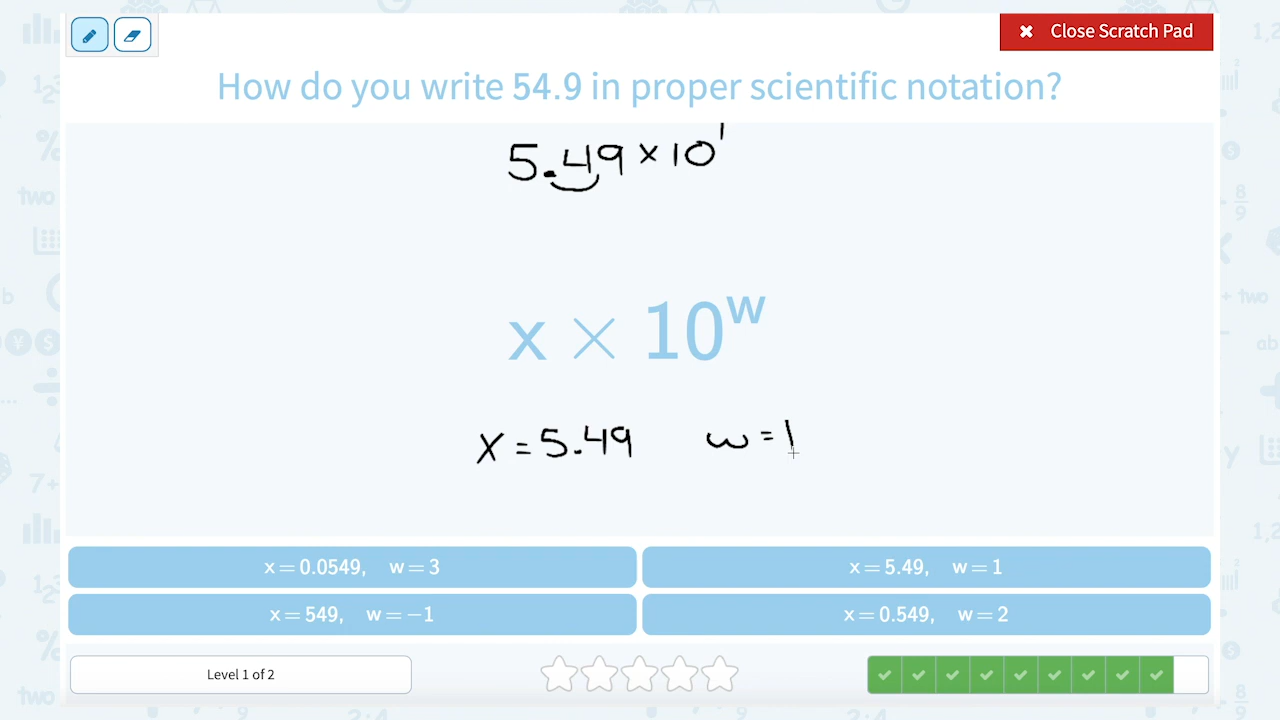 ✖ Close Scratch Pad
How do you write 54.9 in proper scientific notation?
5.49 × 10¹
x × 10ʷ
x = 5.49 w = 1
x = 0.0549, w = 3
x = 5.49, w = 1
x = 549, w = −1
x = 0.549, w = 2
Level 1 of 2